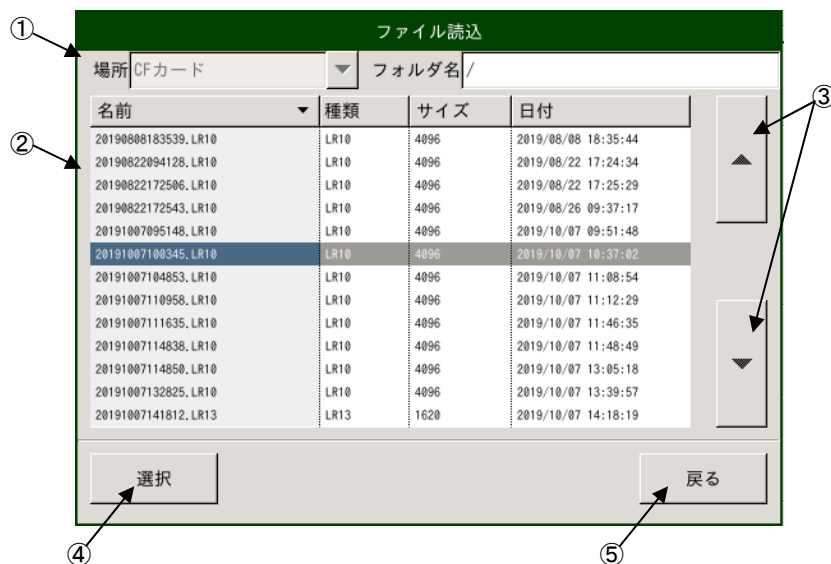 ファイル読込
①
場所 CFカード フォルダ名 /
名前 種類 サイズ 日付
③
②
20190808183539.LR10 LR10 4096 2019/08/08 18:35:44
20190822094128.LR10 LR10 4096 2019/08/22 17:24:34
20190822172506.LR10 LR10 4096 2019/08/22 17:25:29
20190822172543.LR10 LR10 4096 2019/08/26 09:37:17
20191007095148.LR10 LR10 4096 2019/10/07 09:51:48
20191007100345.LR10 LR10 4096 2019/10/07 10:37:02
20191007104853.LR10 LR10 4096 2019/10/07 11:08:54
20191007110958.LR10 LR10 4096 2019/10/07 11:12:29
20191007111635.LR10 LR10 4096 2019/10/07 11:46:35
20191007114838.LR10 LR10 4096 2019/10/07 11:48:49
20191007114850.LR10 LR10 4096 2019/10/07 13:05:18
20191007132825.LR10 LR10 4096 2019/10/07 13:39:57
20191007141812.LR13 LR13 1620 2019/10/07 14:18:19
選択 戻る
④ ⑤